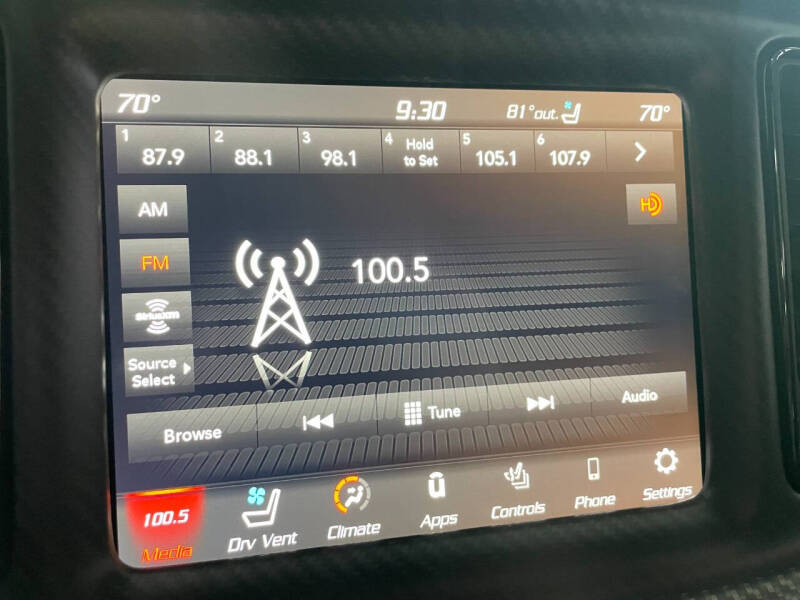 70° 9:30 81°out. 70°
1 87.9 2 88.1 3 98.1 4 Hold to Set 5 105.1 6 107.9
AM
HD
FM
100.5
SiriusXM
Source Select
Browse Tune Audio
100.5 Media Drv Vent Climate Apps Controls Phone Settings